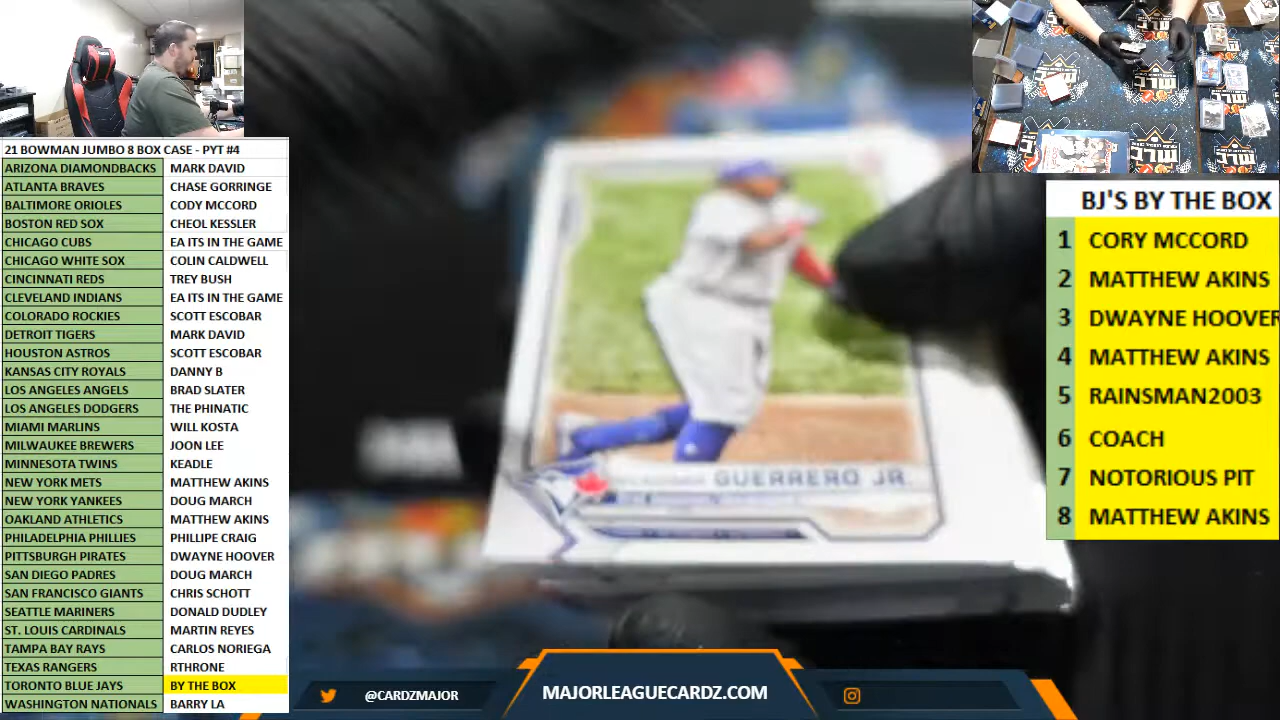 21 BOWMAN JUMBO 8 BOX CASE - PYT #4
ARIZONA DIAMONDBACKS MARK DAVID
ATLANTA BRAVES CHASE GORRINGE
BALTIMORE ORIOLES CODY MCCORD
BOSTON RED SOX CHEOL KESSLER
CHICAGO CUBS EA ITS IN THE GAME
CHICAGO WHITE SOX COLIN CALDWELL
CINCINNATI REDS TREY BUSH
CLEVELAND INDIANS EA ITS IN THE GAME
COLORADO ROCKIES SCOTT ESCOBAR
DETROIT TIGERS MARK DAVID
HOUSTON ASTROS SCOTT ESCOBAR
KANSAS CITY ROYALS DANNY B
LOS ANGELES ANGELS BRAD SLATER
LOS ANGELES DODGERS THE PHINATIC
MIAMI MARLINS WILL KOSTA
MILWAUKEE BREWERS JOON LEE
MINNESOTA TWINS KEADLE
NEW YORK METS MATTHEW AKINS
NEW YORK YANKEES DOUG MARCH
OAKLAND ATHLETICS MATTHEW AKINS
PHILADELPHIA PHILLIES PHILLIPE CRAIG
PITTSBURGH PIRATES DWAYNE HOOVER
SAN DIEGO PADRES DOUG MARCH
SAN FRANCISCO GIANTS CHRIS SCHOTT
SEATTLE MARINERS DONALD DUDLEY
ST. LOUIS CARDINALS MARTIN REYES
TAMPA BAY RAYS CARLOS NORIEGA
TEXAS RANGERS RTHRONE
TORONTO BLUE JAYS BY THE BOX
WASHINGTON NATIONALS BARRY LA
GUERRERO JR.
MLC
BJ'S BY THE BOX
1 CORY MCCORD
2 MATTHEW AKINS
3 DWAYNE HOOVER
4 MATTHEW AKINS
5 RAINSMAN2003
6 COACH
7 NOTORIOUS PIT
8 MATTHEW AKINS
@CARDZMAJOR
MAJORLEAGUECARDZ.COM